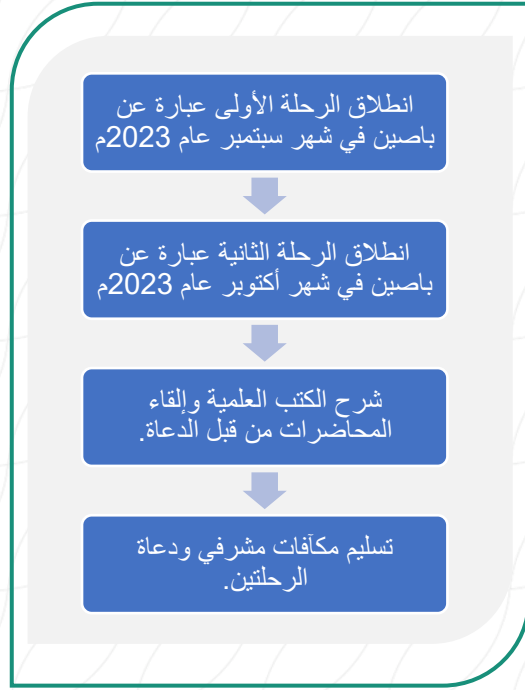 انطلاق الرحلة الأولى عبارة عن
باصين في شهر سبتمبر عام 2023م
انطلاق الرحلة الثانية عبارة عن
باصين في شهر أكتوبر عام 2023م
شرح الكتب العلمية وإلقاء
المحاضرات من قبل الدعاة.
تسليم مكآفات مشرفي ودعاة
الرحلتين.